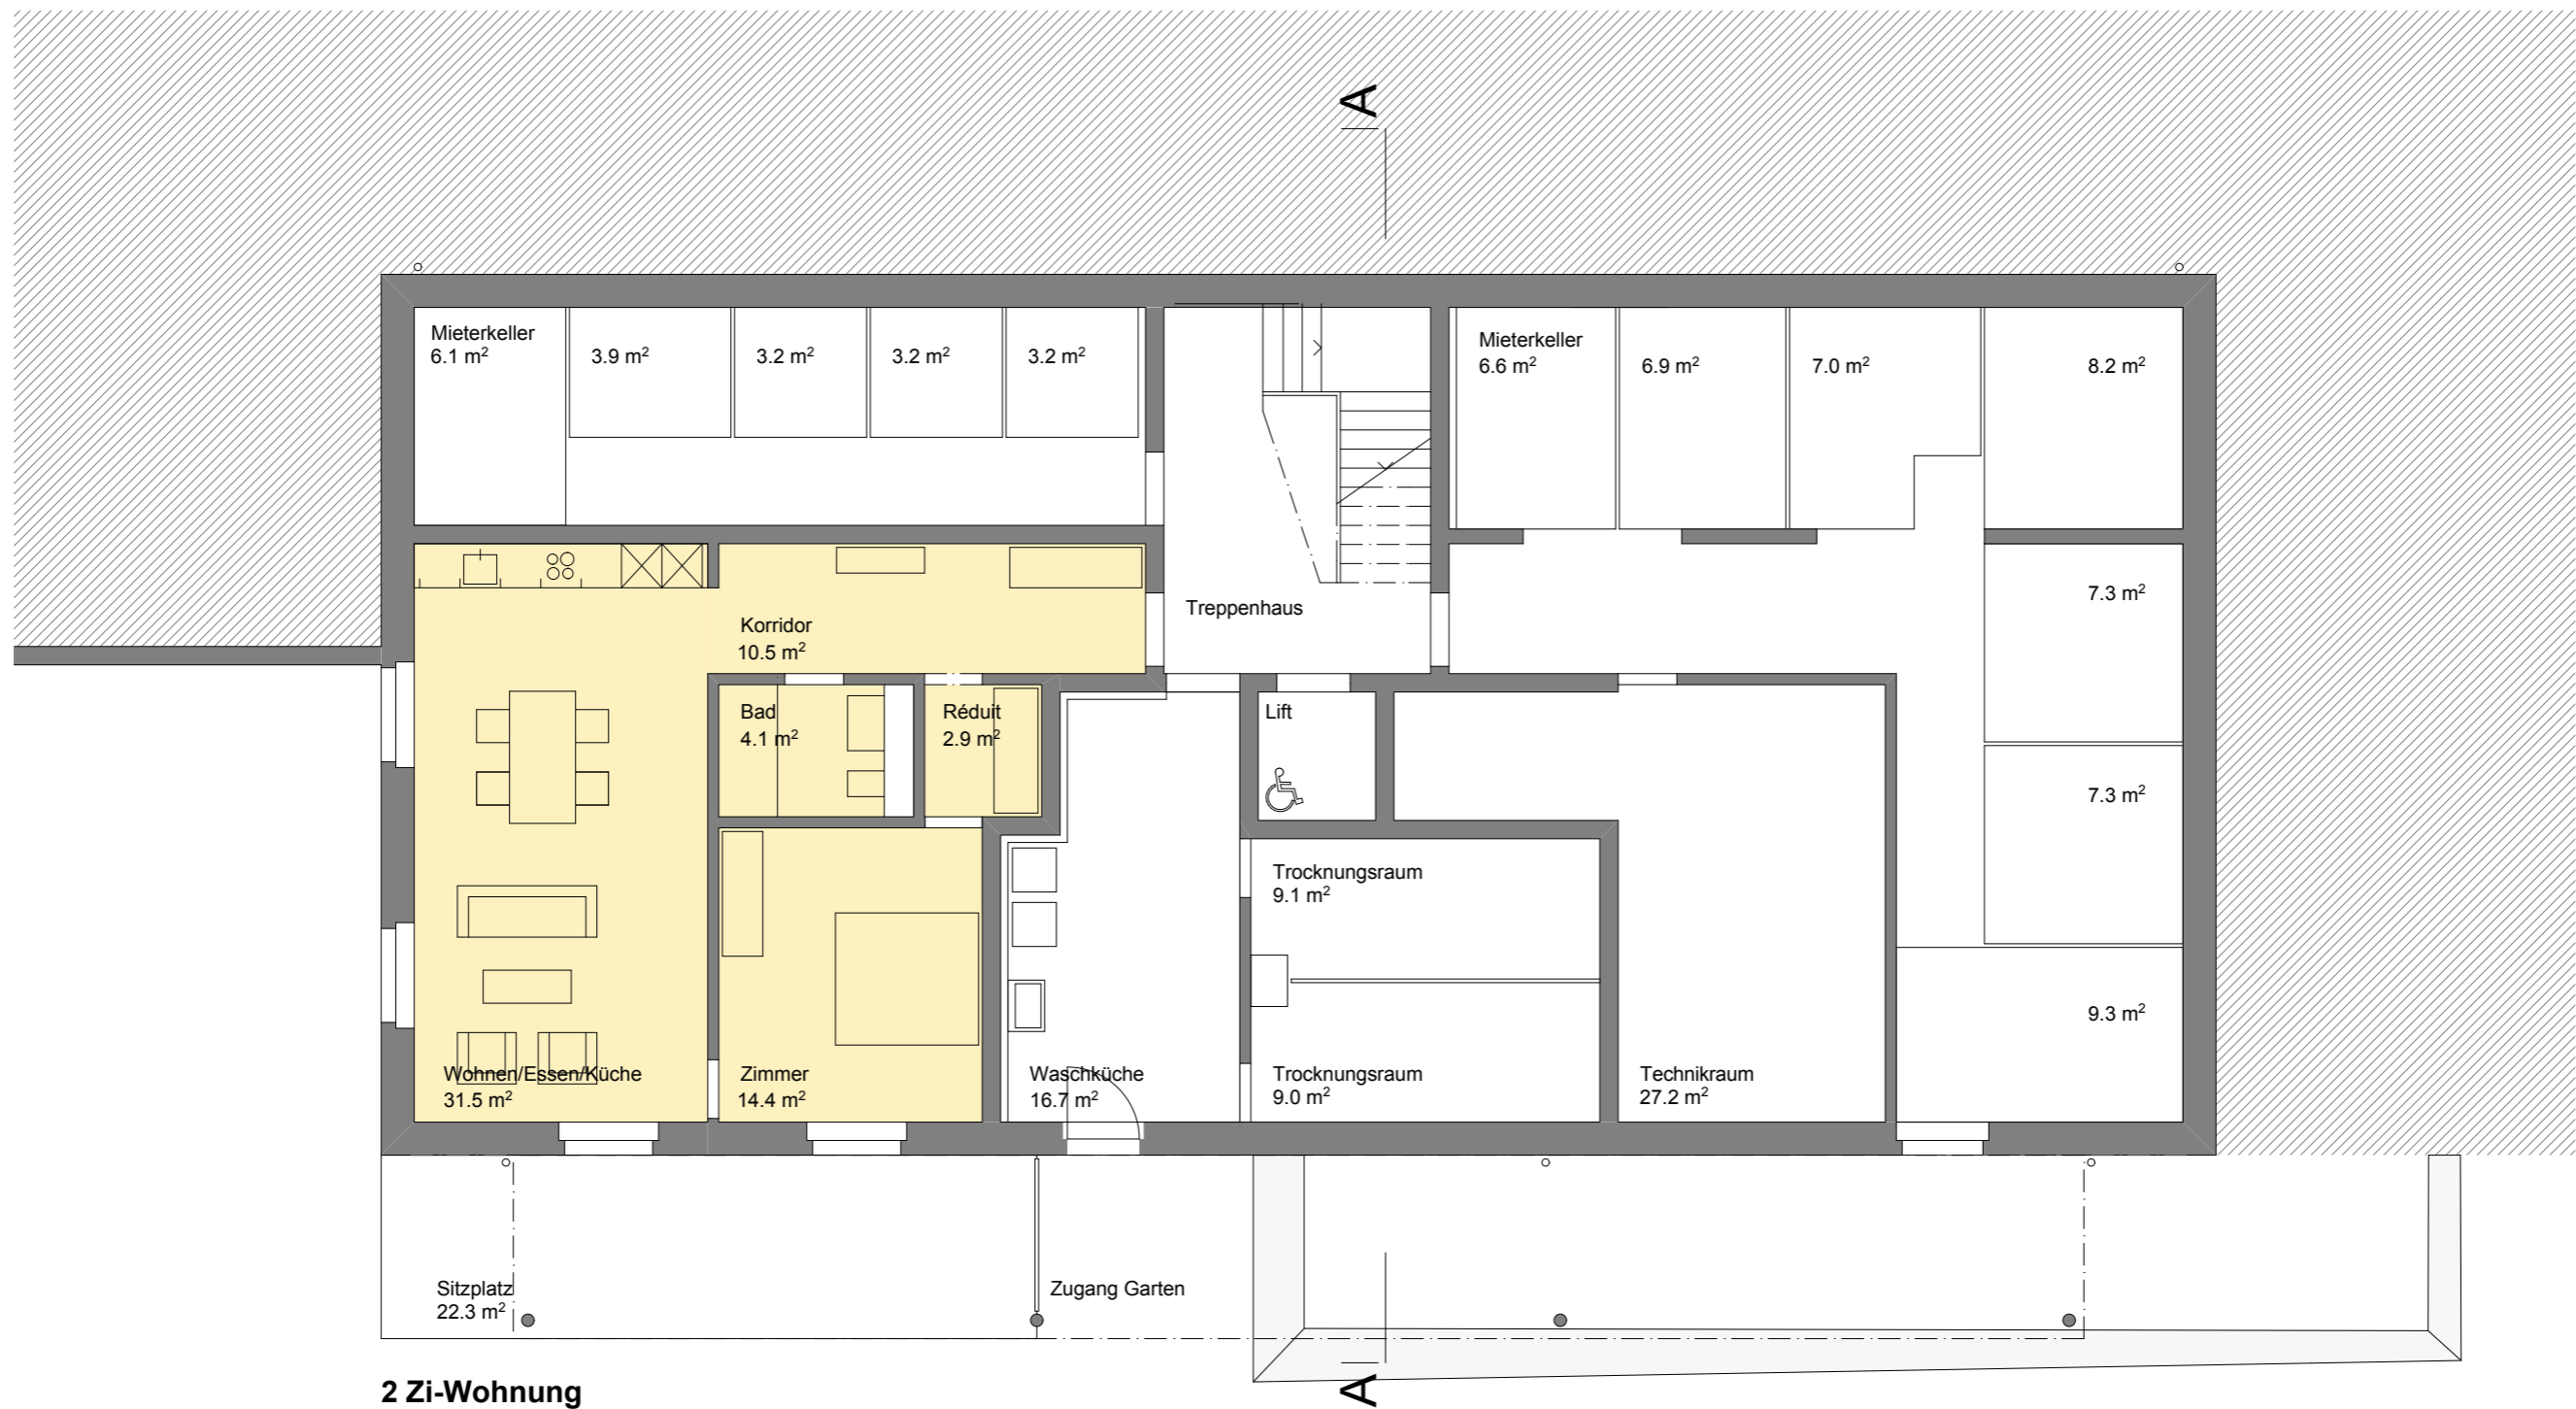 A
Mieterkeller
6.1 m²
3.9 m²
3.2 m²
3.2 m²
3.2 m²
Mieterkeller
6.6 m²
6.9 m²
7.0 m²
8.2 m²
7.3 m²
Treppenhaus
Korridor
10.5 m²
Bad
4.1 m²
Réduit
2.9 m²
Lift
7.3 m²
Trocknungsraum
9.1 m²
9.3 m²
Wohnen/Essen/Küche
31.5 m²
Zimmer
14.4 m²
Waschküche
16.7 m²
Trocknungsraum
9.0 m²
Technikraum
27.2 m²
Sitzplatz
22.3 m²
Zugang Garten
2 Zi-Wohnung
A